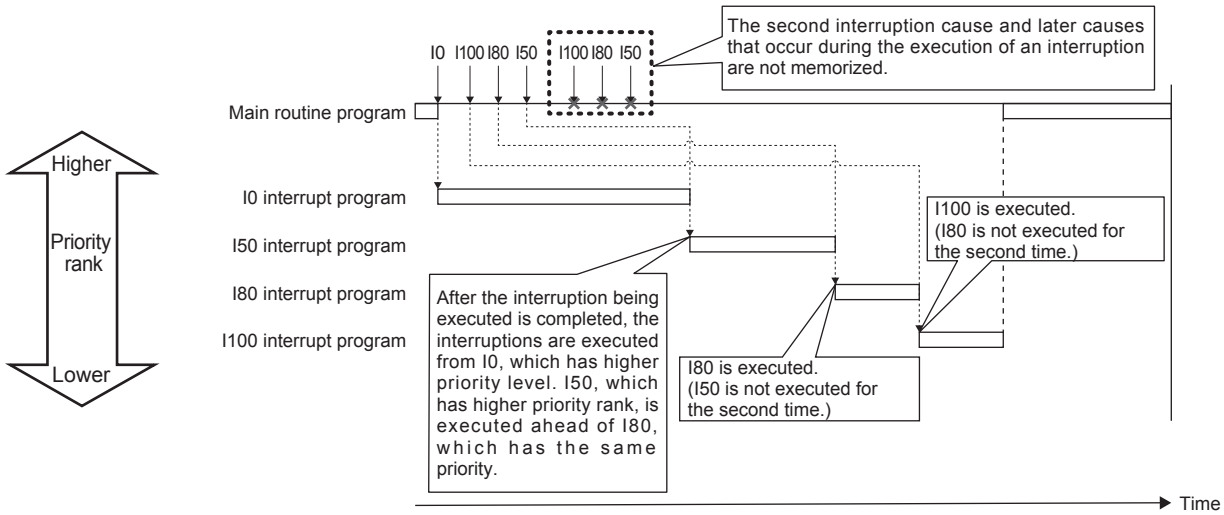 The second interruption cause and later causes
that occur during the execution of an interruption
are not memorized.
I0 I100 I80 I50 I100 I80 I50
Main routine program
Higher
Priority
rank
Lower
I0 interrupt program
I50 interrupt program
I80 interrupt program
I100 interrupt program
I100 is executed.
(I80 is not executed for
the second time.)
After the interruption being
executed is completed, the
interruptions are executed
from I0, which has higher
priority level. I50, which
has higher priority rank, is
executed ahead of I80,
which has the same
priority.
I80 is executed.
(I50 is not executed for
the second time.)
Time